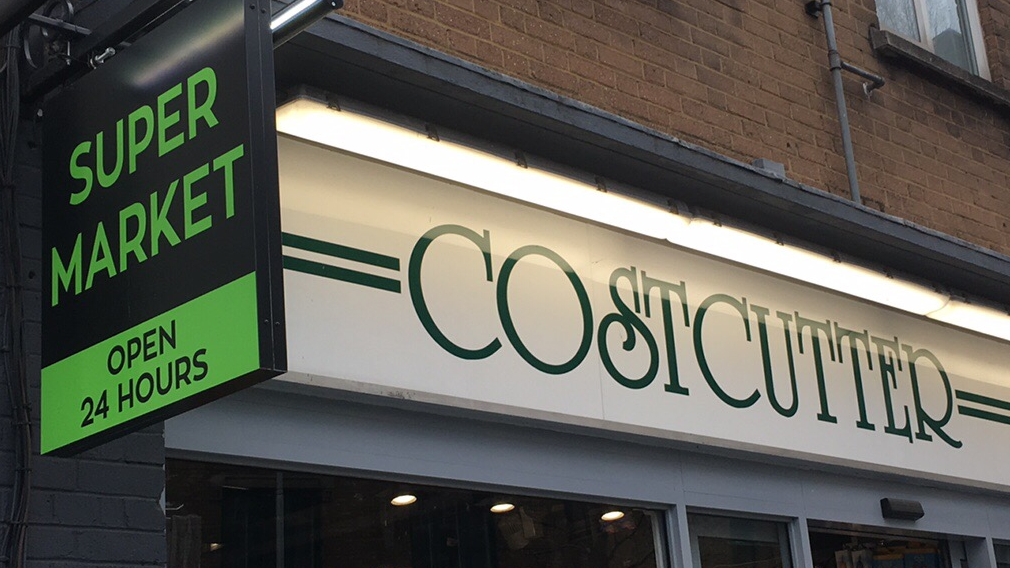 SUPER
MARKET
OPEN
24 HOURS
COSTCUTTER